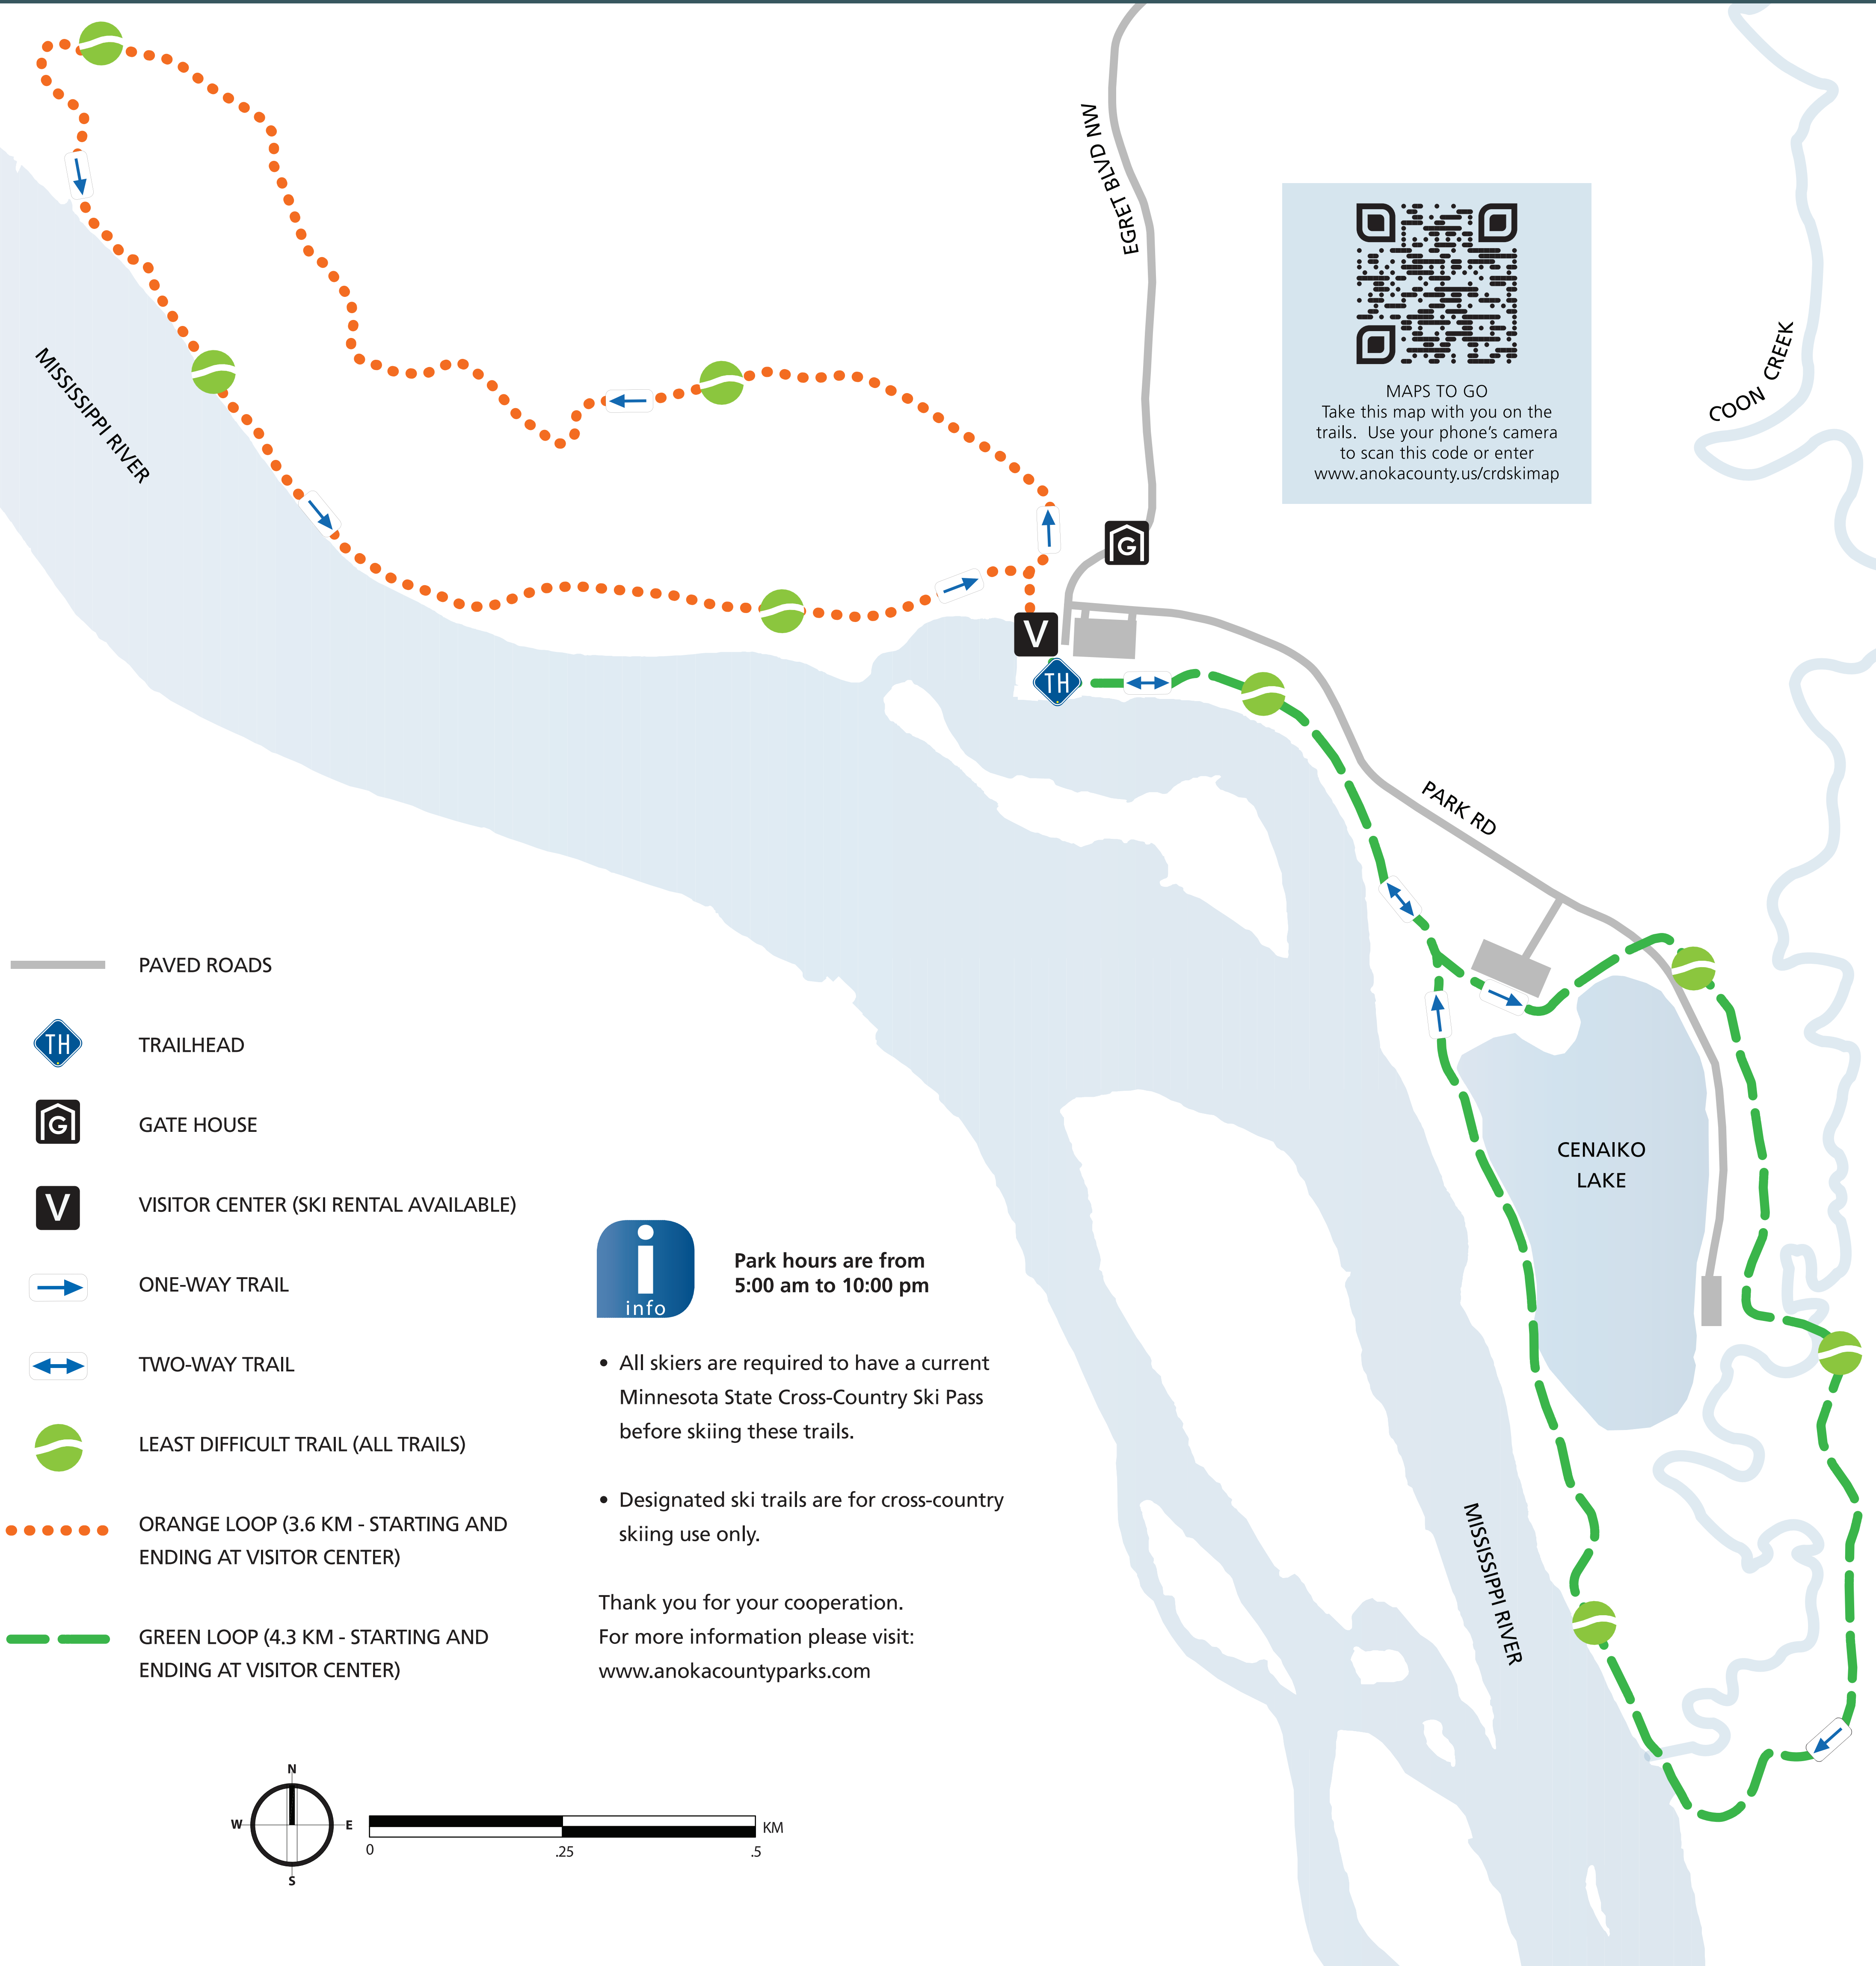 EGRET BLVD NW
MAPS TO GO
Take this map with you on the
trails. Use your phone's camera
to scan this code or enter
www.anokacounty.us/crdskimap
COON CREEK
MISSISSIPPI RIVER
G
V
TH
PARK RD
CENAIKO
LAKE
MISSISSIPPI RIVER
PAVED ROADS
TH
TRAILHEAD
G
GATE HOUSE
V
VISITOR CENTER (SKI RENTAL AVAILABLE)
ONE-WAY TRAIL
TWO-WAY TRAIL
LEAST DIFFICULT TRAIL (ALL TRAILS)
ORANGE LOOP (3.6 KM - STARTING AND
ENDING AT VISITOR CENTER)
GREEN LOOP (4.3 KM - STARTING AND
ENDING AT VISITOR CENTER)
i
info
Park hours are from
5:00 am to 10:00 pm
• All skiers are required to have a current
Minnesota State Cross-Country Ski Pass
before skiing these trails.
• Designated ski trails are for cross-country
skiing use only.
Thank you for your cooperation.
For more information please visit:
www.anokacountyparks.com
N
W E
S
0 .25 .5
KM